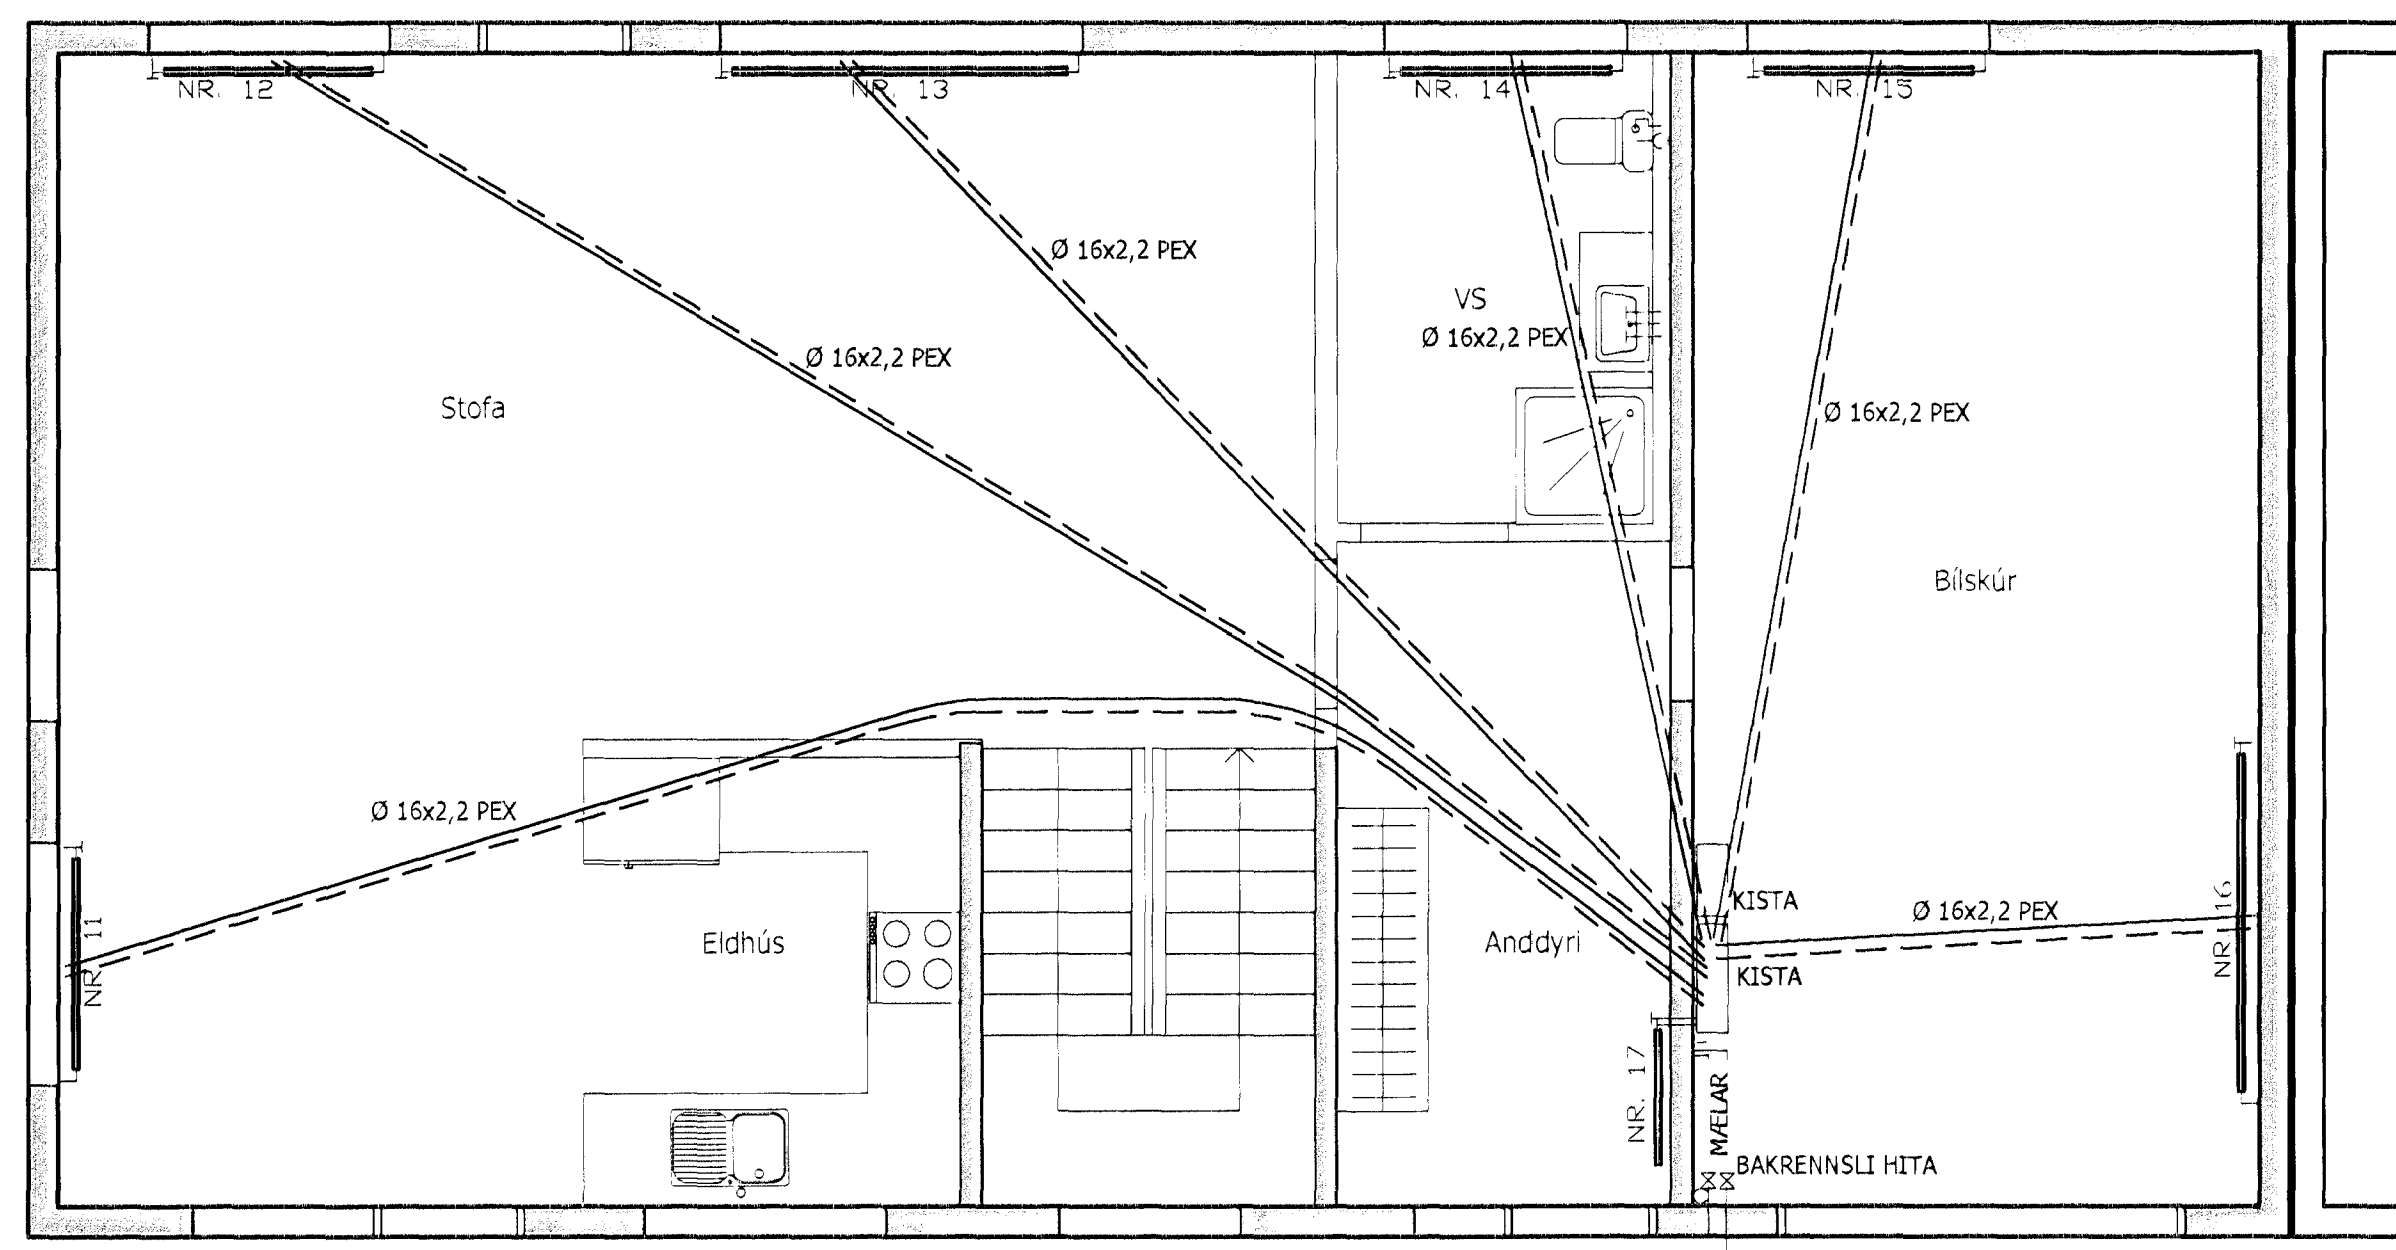 NR. 12
NR. 13
NR. 14
NR. 15
Ø 16x2,2 PEX
VS
Ø 16x2,2 PEX
Ø 16x2,2 PEX
Stofa
Ø 16x2,2 PEX
Bílskúr
Ø 16x2,2 PEX
NR. 11
Eldhús
Anddyri
KISTA
KISTA
Ø 16x2,2 PEX
NR. 16
NR. 17
MÆLAR
BAKRENNSLI HITA